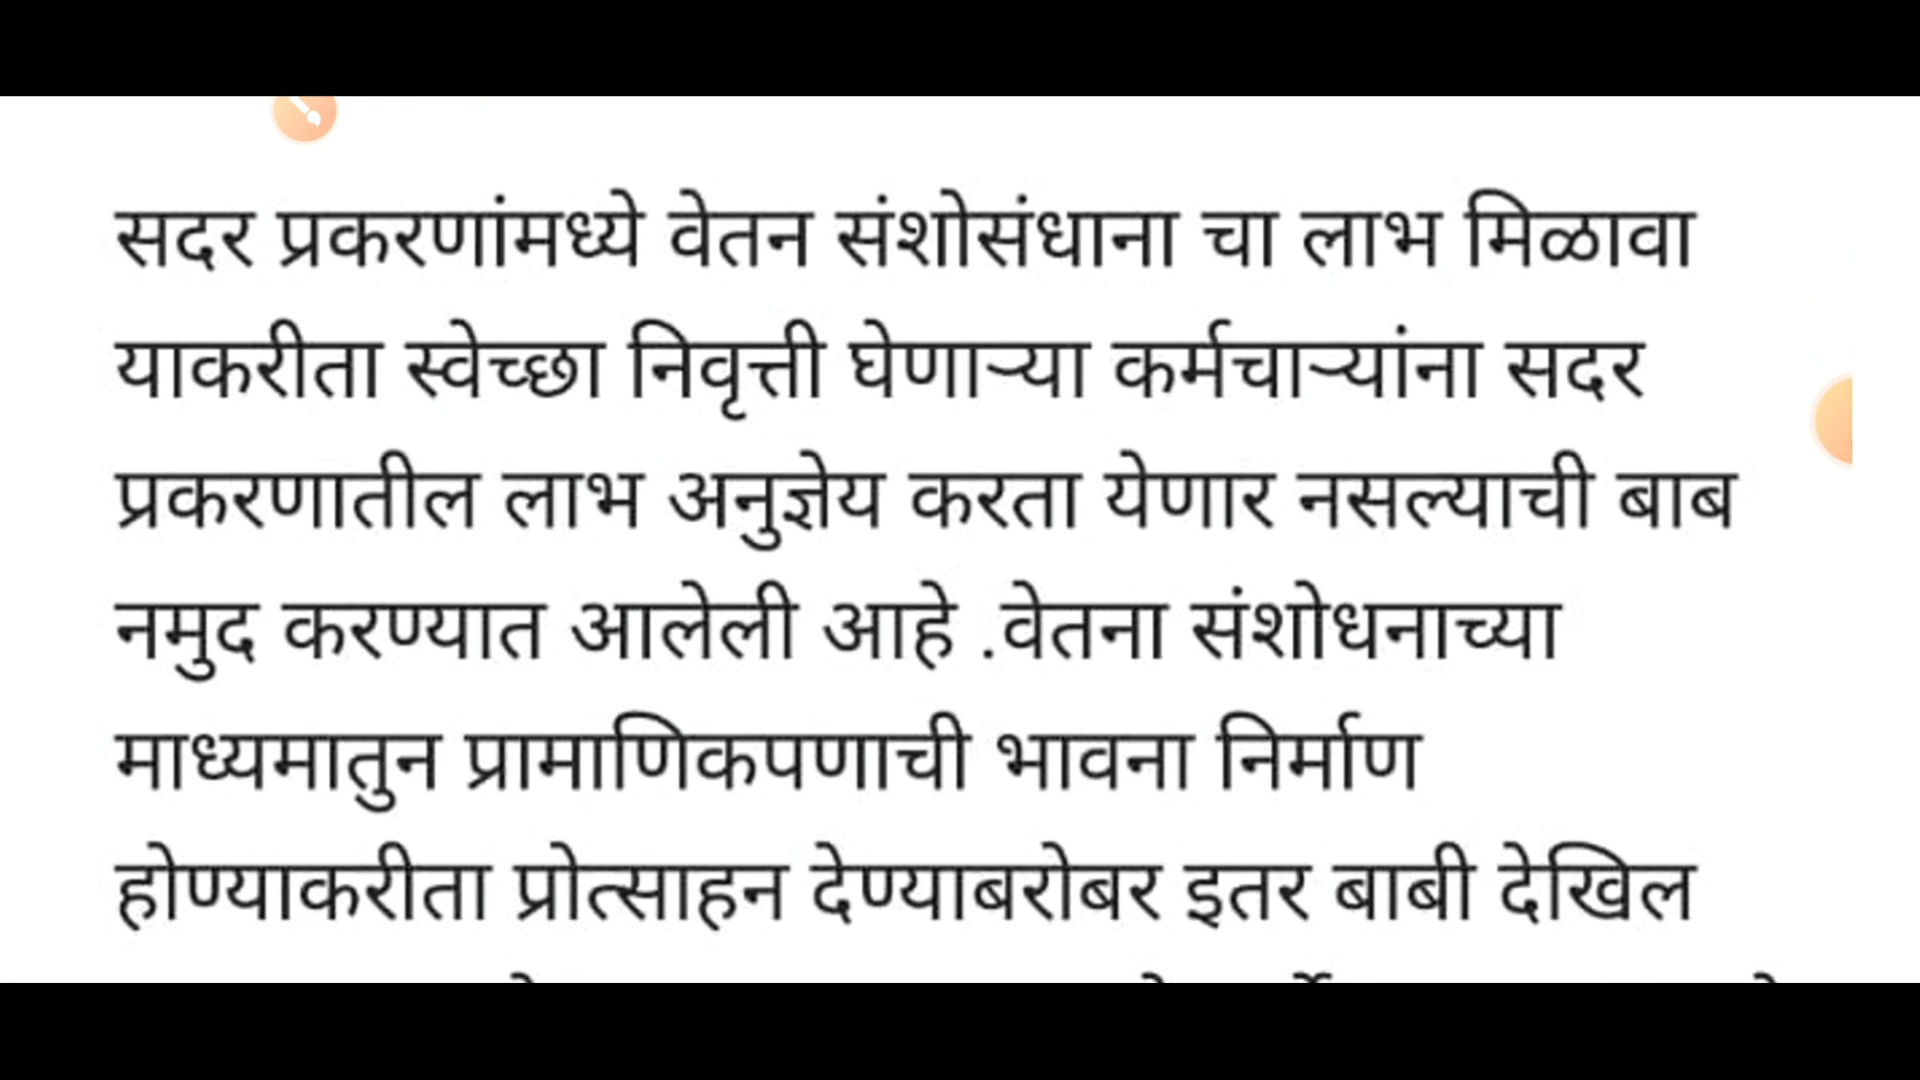 सदर प्रकरणांमध्ये वेतन संशोसंधाना चा लाभ मिळावा
याकरीता स्वेच्छा निवृत्ती घेणाऱ्या कर्मचाऱ्यांना सदर
प्रकरणातील लाभ अनुज्ञेय करता येणार नसल्याची बाब
नमुद करण्यात आलेली आहे .वेतना संशोधनाच्या
माध्यमातुन प्रामाणिकपणाची भावना निर्माण
होण्याकरीता प्रोत्साहन देण्याबरोबर इतर बाबी देखिल